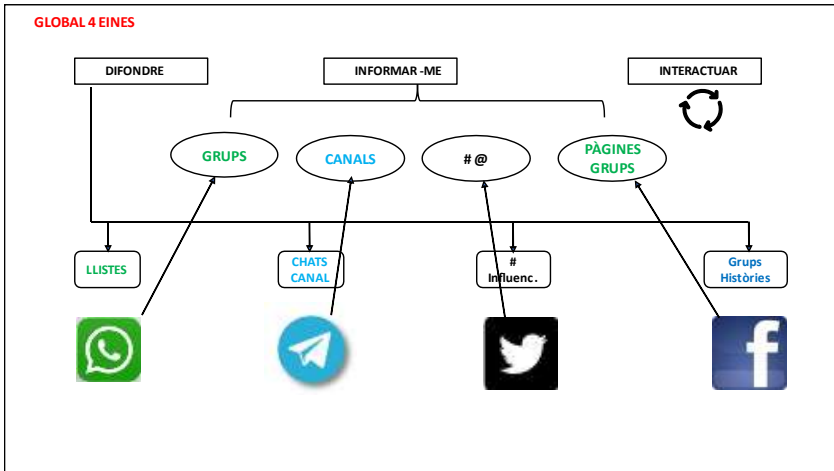 GLOBAL 4 EINES
DIFONDRE
INFORMAR -ME
INTERACTUAR
GRUPS
CANALS
# @
PÀGINES
GRUPS
LLISTES
CHATS
CANAL
#
Influenc.
Grups
Històries
f